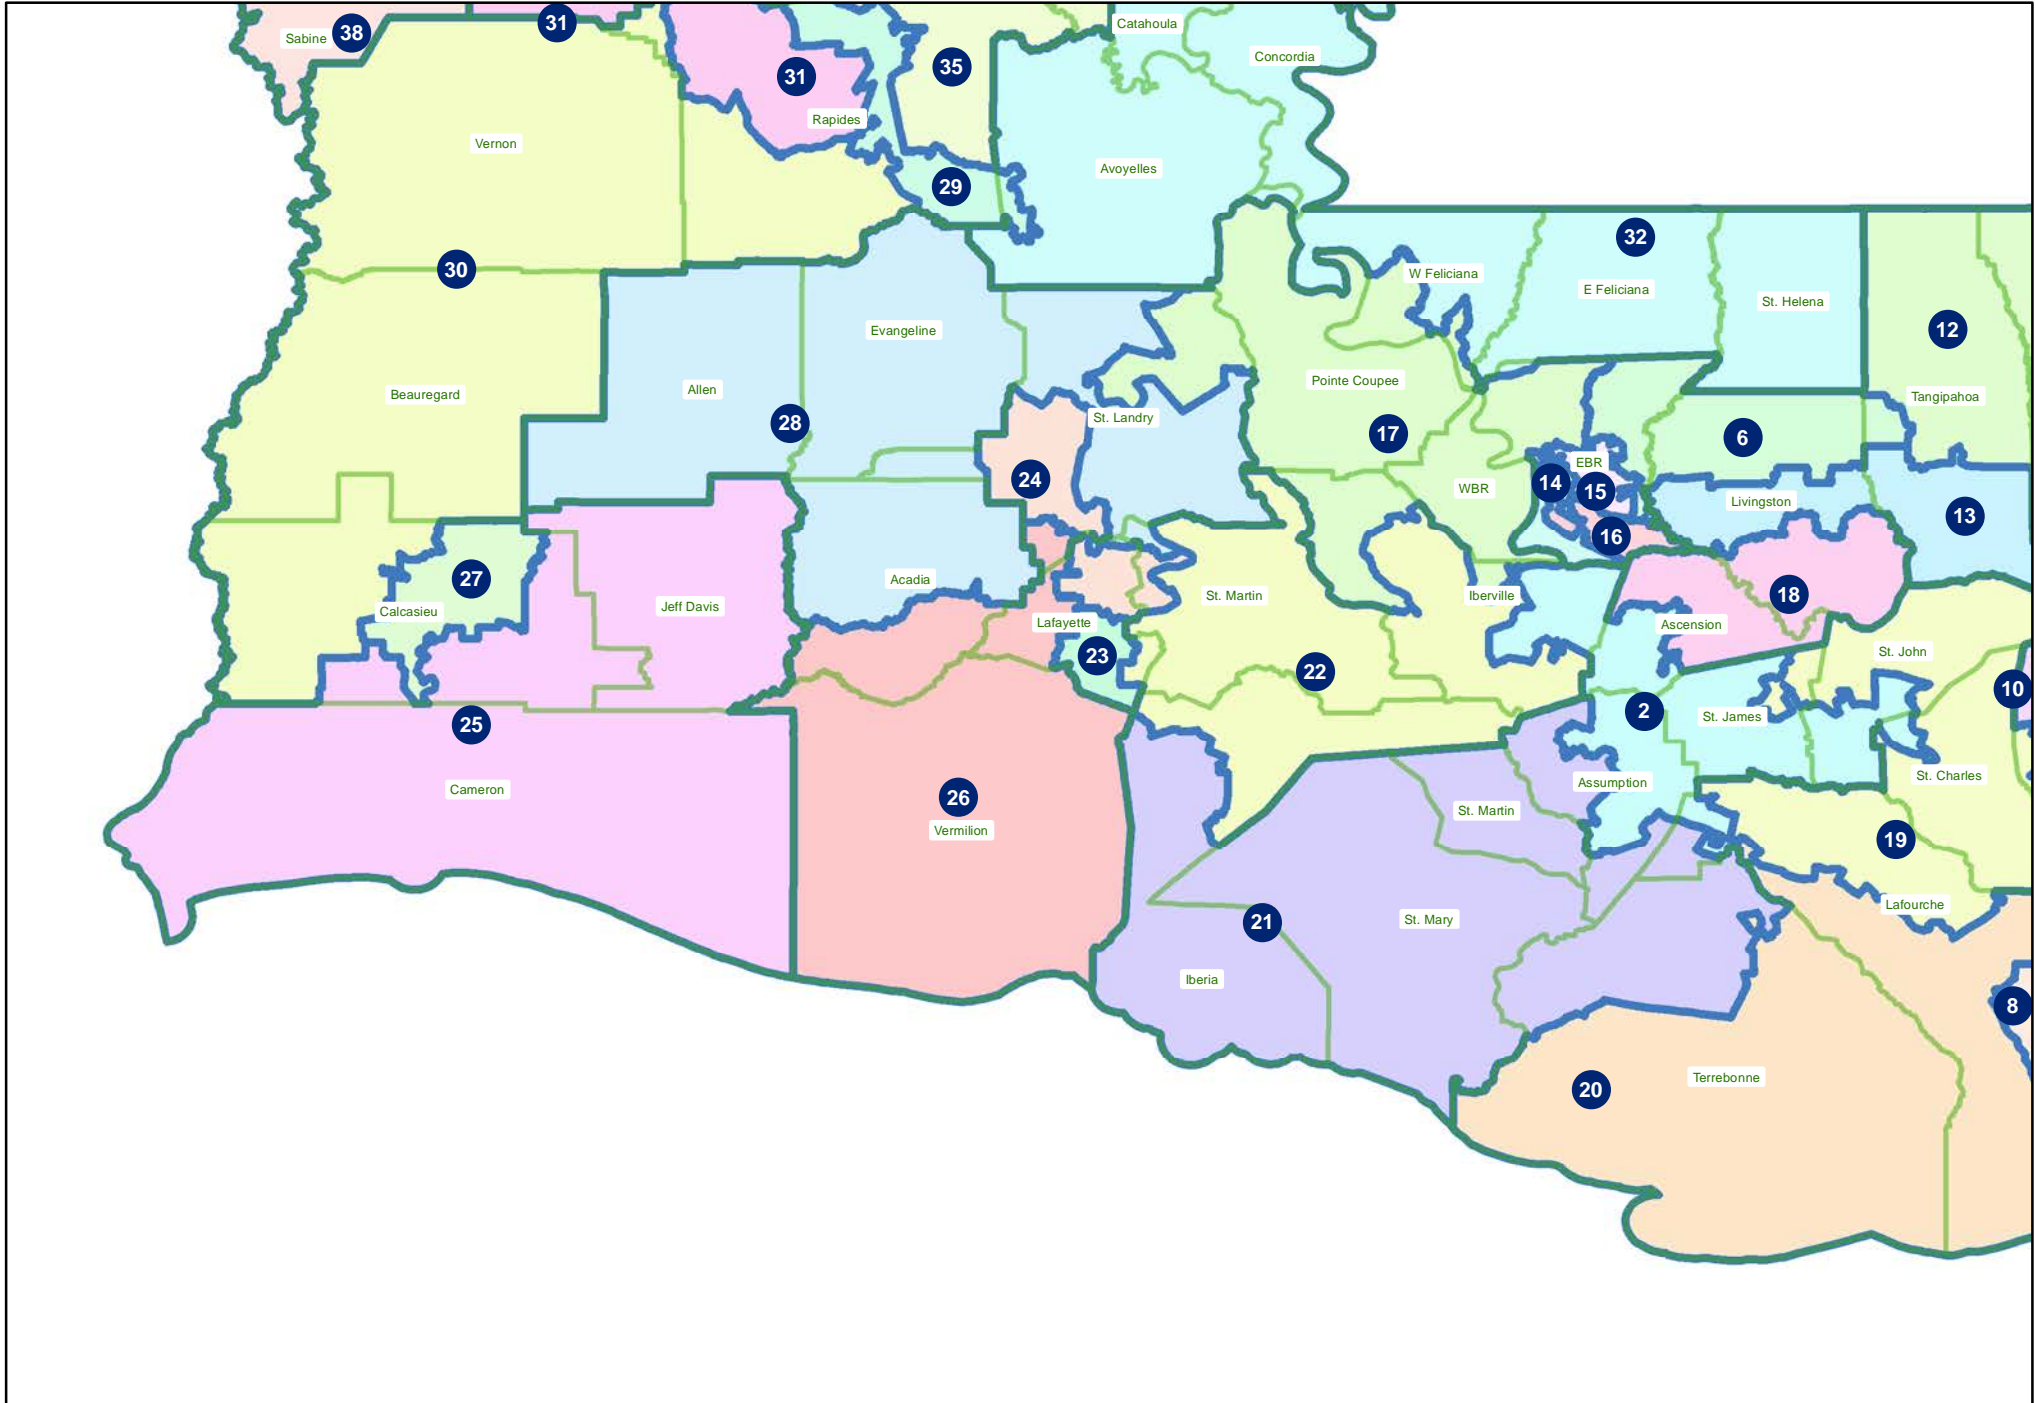 31
Catahoula
Sabine
38
Concordia
35
31
Rapides
Vernon
Avoyelles
29
32
30
W Feliciana
E Feliciana
St. Helena
12
Evangeline
Pointe Coupee
Beauregard
Allen
Tangipahoa
28
St. Landry
17
6
EBR
24
14
15
WBR
Livingston
13
16
27
Acadia
St. Martin
Iberville
18
Calcasieu
Jeff Davis
Lafayette
Ascension
23
St. John
22
10
2
St. James
25
St. Charles
Cameron
26
Assumption
St. Martin
Vermilion
19
Lafourche
21
St. Mary
Iberia
8
Terrebonne
20